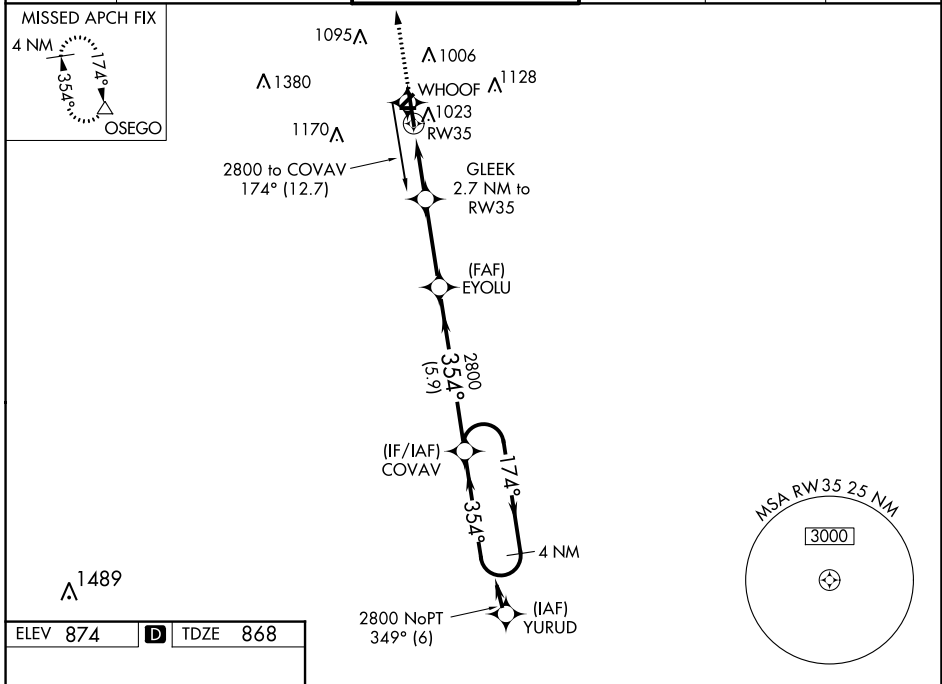 MISSED APCH FIX
4 NM
174°
354°
OSEGO
1095
1006
1380
WHOOF
1128
1023
1170
RW35
2800 to COVAV
174° (12.7)
GLEEK
2.7 NM to
RW35
(FAF)
EYOLU
2800
354°
(5.9)
(IF/IAF)
COVAV
174°
354°
4 NM
MSA RW35 25 NM
3000
1489
2800 NoPT
349° (6)
(IAF)
YURUD
ELEV 874 D TDZE 868